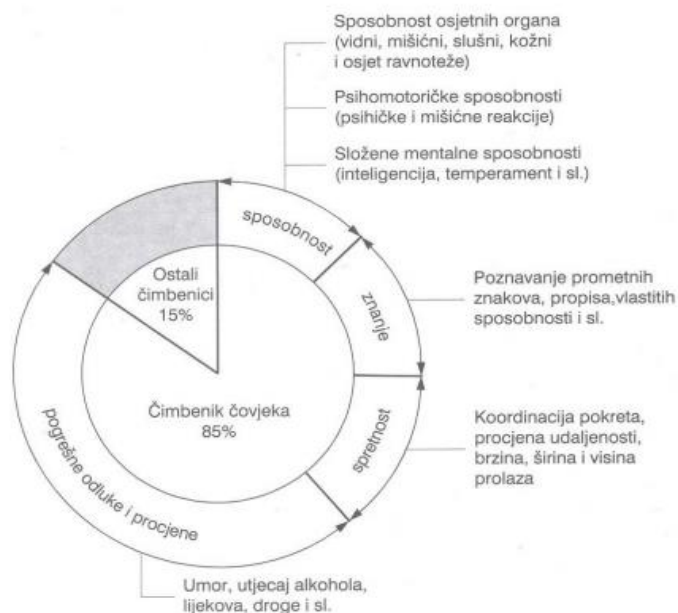 Sposobnost osjetnih organa
(vidni, mišićni, slušni, kožni
i osjet ravnoteže)
Psihomotoričke sposobnosti
(psihičke i mišićne reakcije)
Složene mentalne sposobnosti
(inteligencija, temperament i sl.)
sposobnost
Ostali
čimbenici
15%
znanje
Poznavanje prometnih
znakova, propisa,vlastitih
sposobnosti i sl.
Čimbenik čovjeka
85%
spretnost
Koordinacija pokreta,
procjena udaljenosti,
brzina, širina i visina
prolaza
pogrešne odluke i procjene
Umor, utjecaj alkohola,
lijekova, droge i sl.